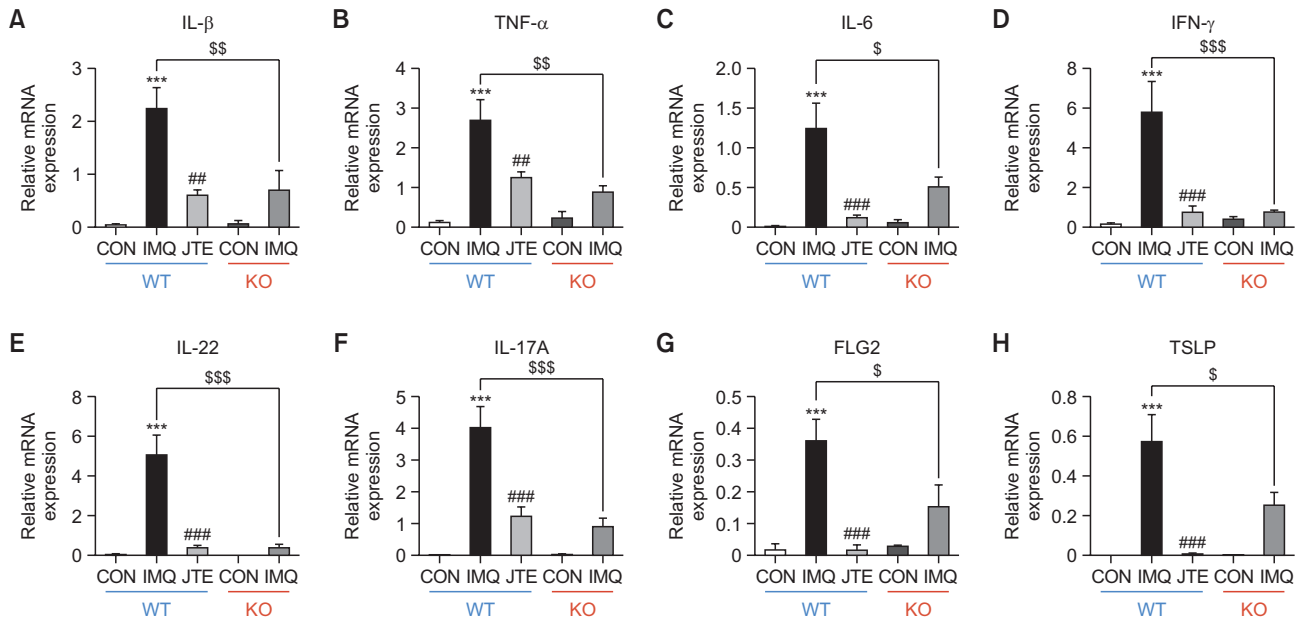 A
IL-β
$$
Relative mRNA
expression
3
2
1
0
***
##
CON IMQ JTE CON IMQ
WT KO
B
TNF-α
$$
Relative mRNA
expression
4
3
2
1
0
***
##
CON IMQ JTE CON IMQ
WT KO
C
IL-6
$
Relative mRNA
expression
2.0
1.5
1.0
0.5
0
***
###
CON IMQ JTE CON IMQ
WT KO
D
IFN-γ
$$$
Relative mRNA
expression
8
6
4
2
0
***
###
CON IMQ JTE CON IMQ
WT KO
E
IL-22
$$$
Relative mRNA
expression
8
6
4
2
0
***
###
CON IMQ JTE CON IMQ
WT KO
F
IL-17A
$$$
Relative mRNA
expression
5
4
3
2
1
0
***
###
CON IMQ JTE CON IMQ
WT KO
G
FLG2
$
Relative mRNA
expression
0.5
0.4
0.3
0.2
0.1
0
***
###
CON IMQ JTE CON IMQ
WT KO
H
TSLP
$
Relative mRNA
expression
0.8
0.6
0.4
0.2
0
***
###
CON IMQ JTE CON IMQ
WT KO